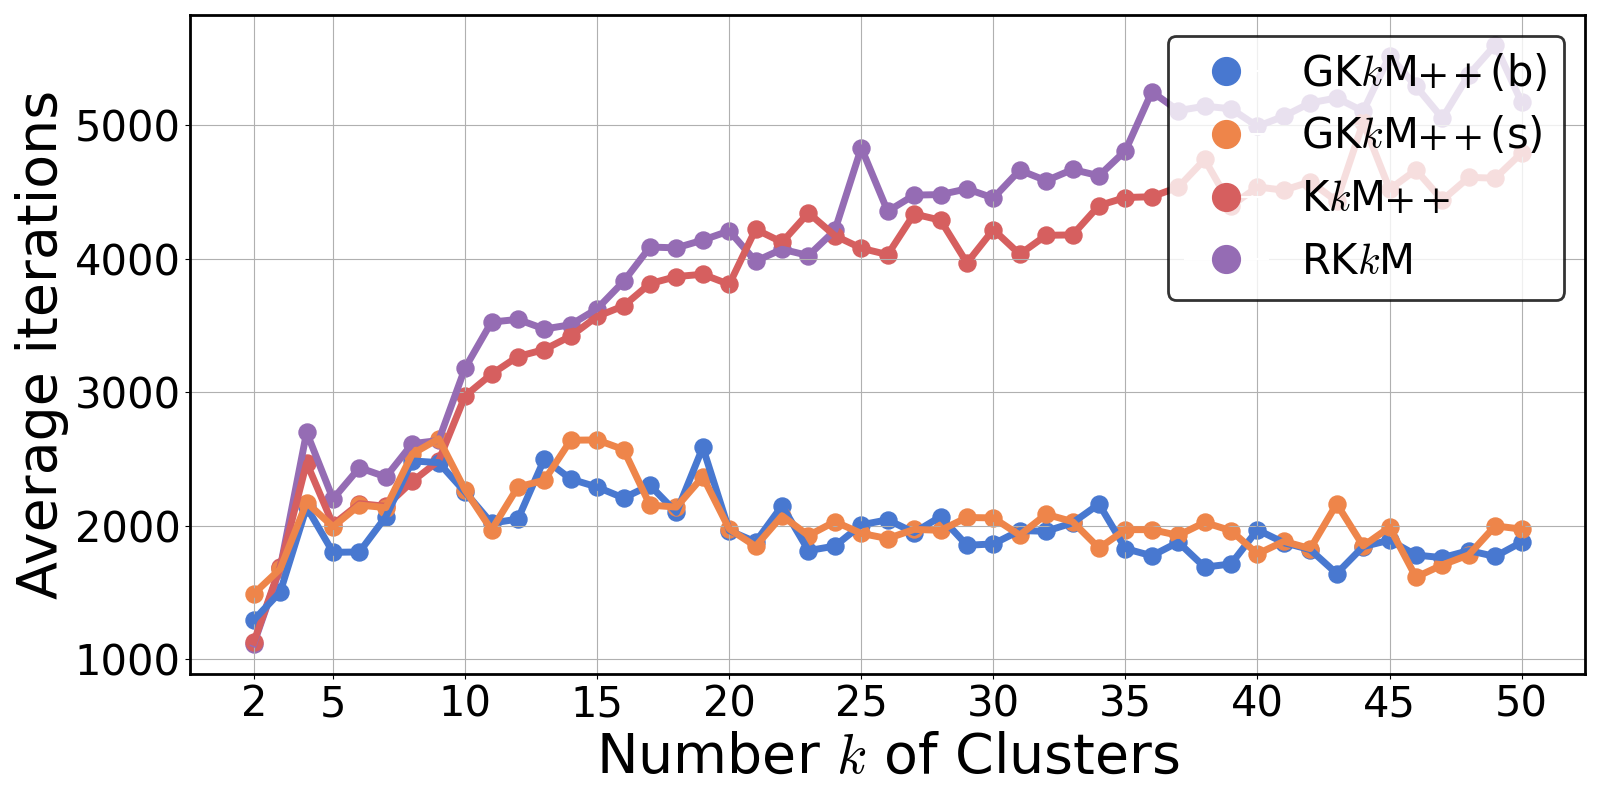 Average iterations
5000
4000
3000
2000
1000
GKkM++(b)
GKkM++(s)
KkM++
RKkM
2 5 10 15 20 25 30 35 40 45 50
Number k of Clusters